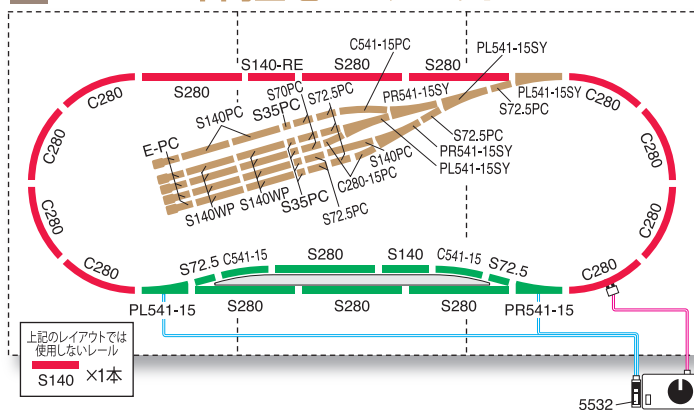 C541-15PC
PL541-15SY
S140-RE
S280
S280
S280
S70PC
S72.5PC
PR541-15SY
PL541-15SY
S72.5PC
C280
C280
S140PC
S35PC
E-PC
S72.5PC
PR541-15SY
PL541-15SY
S140PC
C280-15PC
S140WP
S140WP
S35PC
S72.5PC
C280
C280
C280
C280
C280
C280
S72.5
C541-15
S280
S140
C541-15
S72.5
PL541-15
S280
S280
S280
PR541-15
上記のレイアウトでは
使用しないレール
S140 ×1本
5532